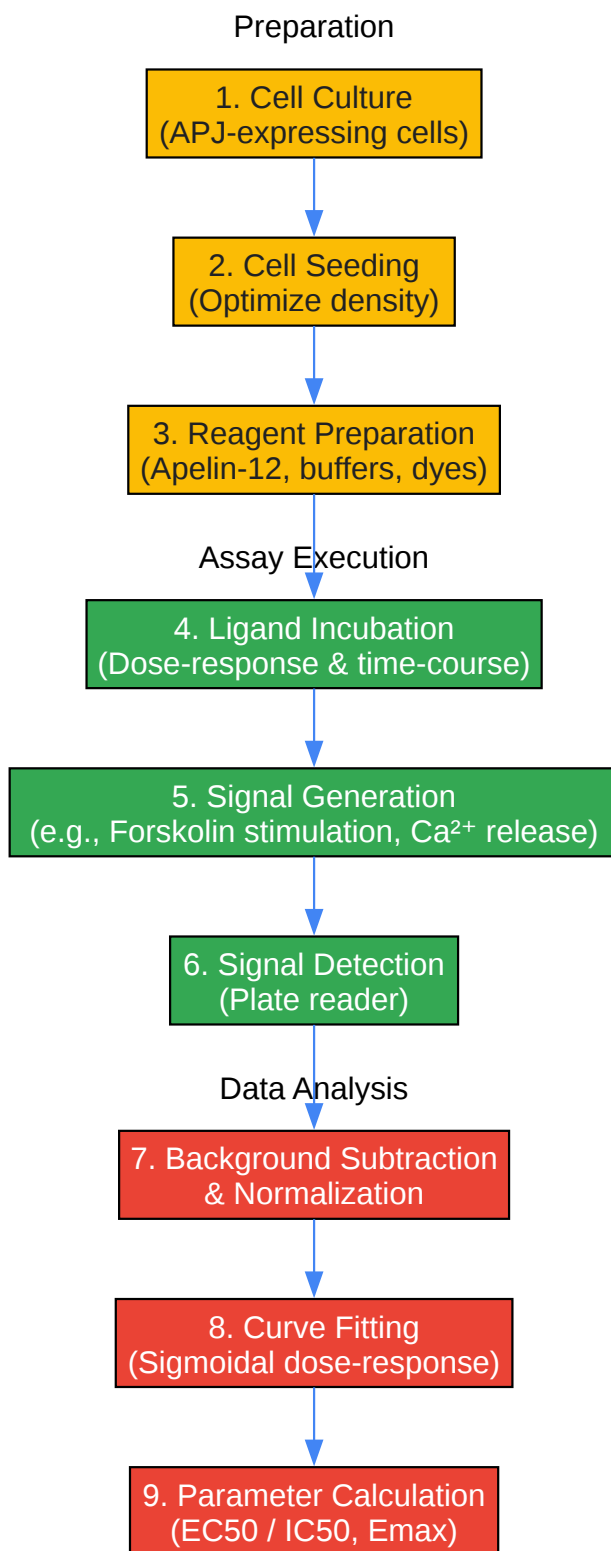 Preparation
1. Cell Culture
(APJ-expressing cells)
2. Cell Seeding
(Optimize density)
3. Reagent Preparation
(Apelin-12, buffers, dyes)
Assay Execution
4. Ligand Incubation
(Dose-response & time-course)
5. Signal Generation
(e.g., Forskolin stimulation, Ca²⁺ release)
6. Signal Detection
(Plate reader)
Data Analysis
7. Background Subtraction
& Normalization
8. Curve Fitting
(Sigmoidal dose-response)
9. Parameter Calculation
(EC50 / IC50, Emax)